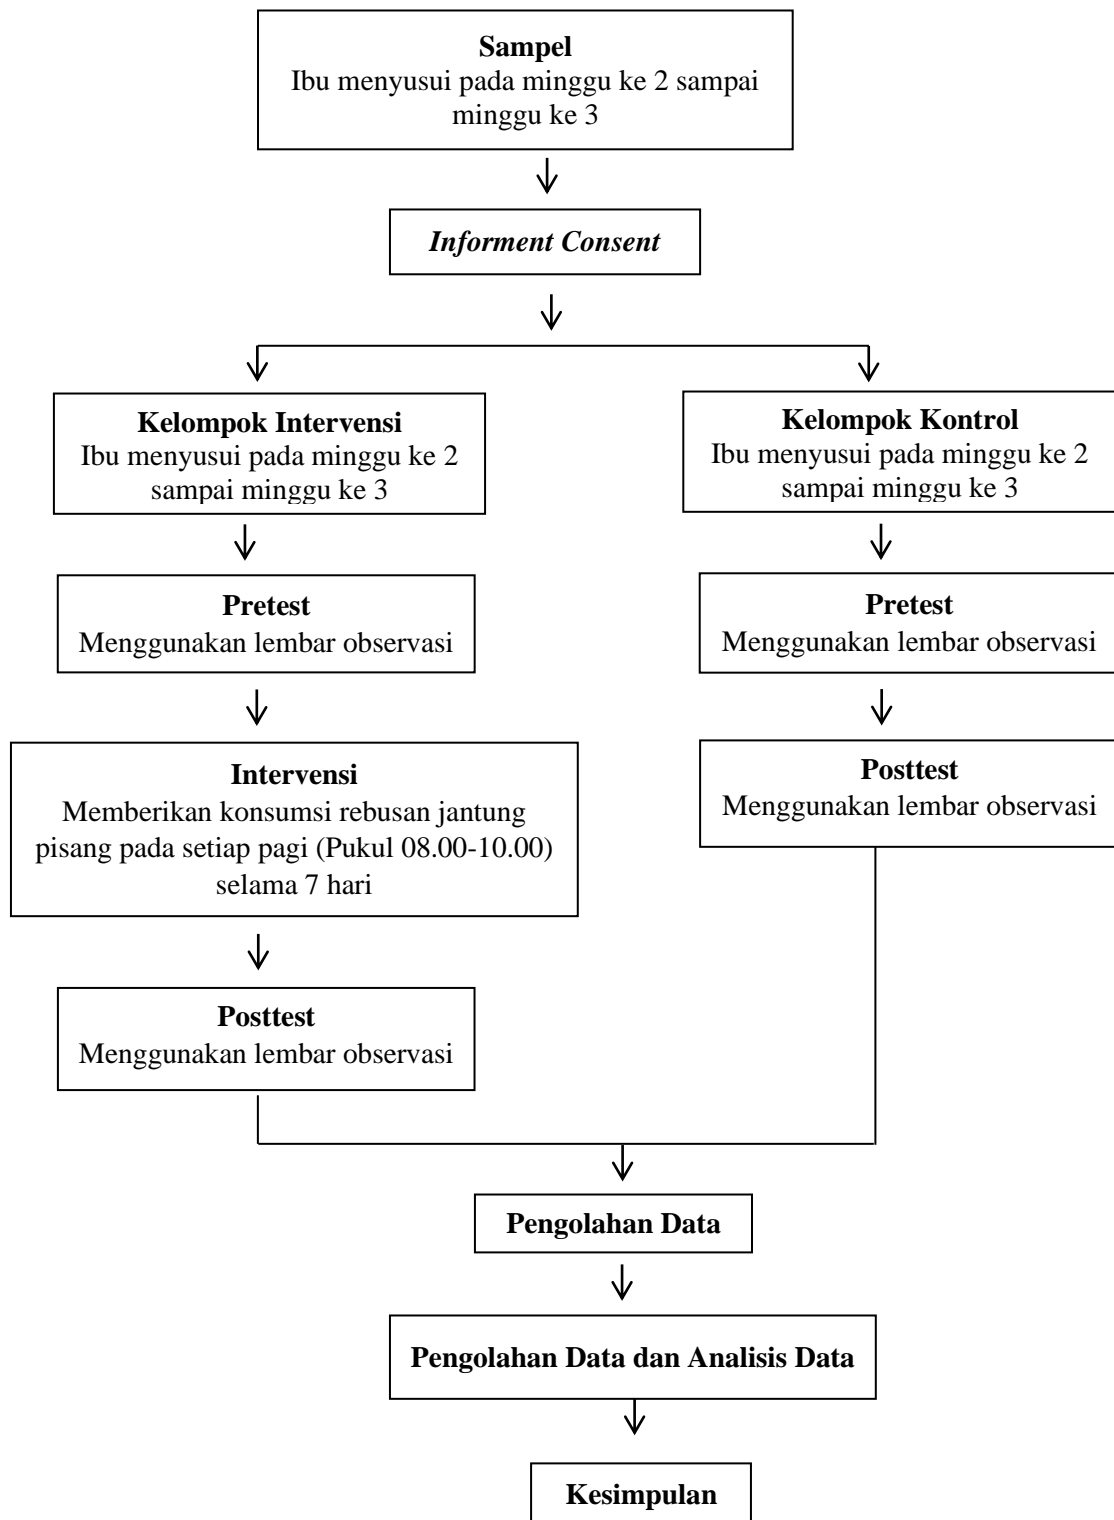 Sampel
Ibu menyusui pada minggu ke 2 sampai
minggu ke 3
Informent Consent
Kelompok Intervensi
Ibu menyusui pada minggu ke 2
sampai minggu ke 3
Kelompok Kontrol
Ibu menyusui pada minggu ke 2
sampai minggu ke 3
Pretest
Menggunakan lembar observasi
Pretest
Menggunakan lembar observasi
Intervensi
Memberikan konsumsi rebusan jantung
pisang pada setiap pagi (Pukul 08.00-10.00)
selama 7 hari
Posttest
Menggunakan lembar observasi
Posttest
Menggunakan lembar observasi
Pengolahan Data
Pengolahan Data dan Analisis Data
Kesimpulan